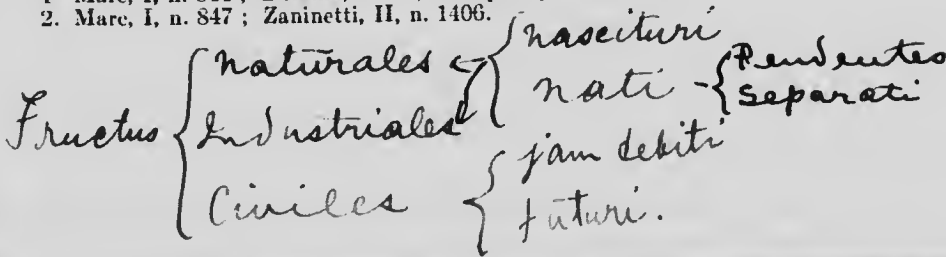 2. Marc, I, n. 847 ; Zaninetti, II, n. 1406.
Fructus { naturales { nascituri
Industriales nati - { Pendentes
Separati
Civiles { jam debiti
futuri.